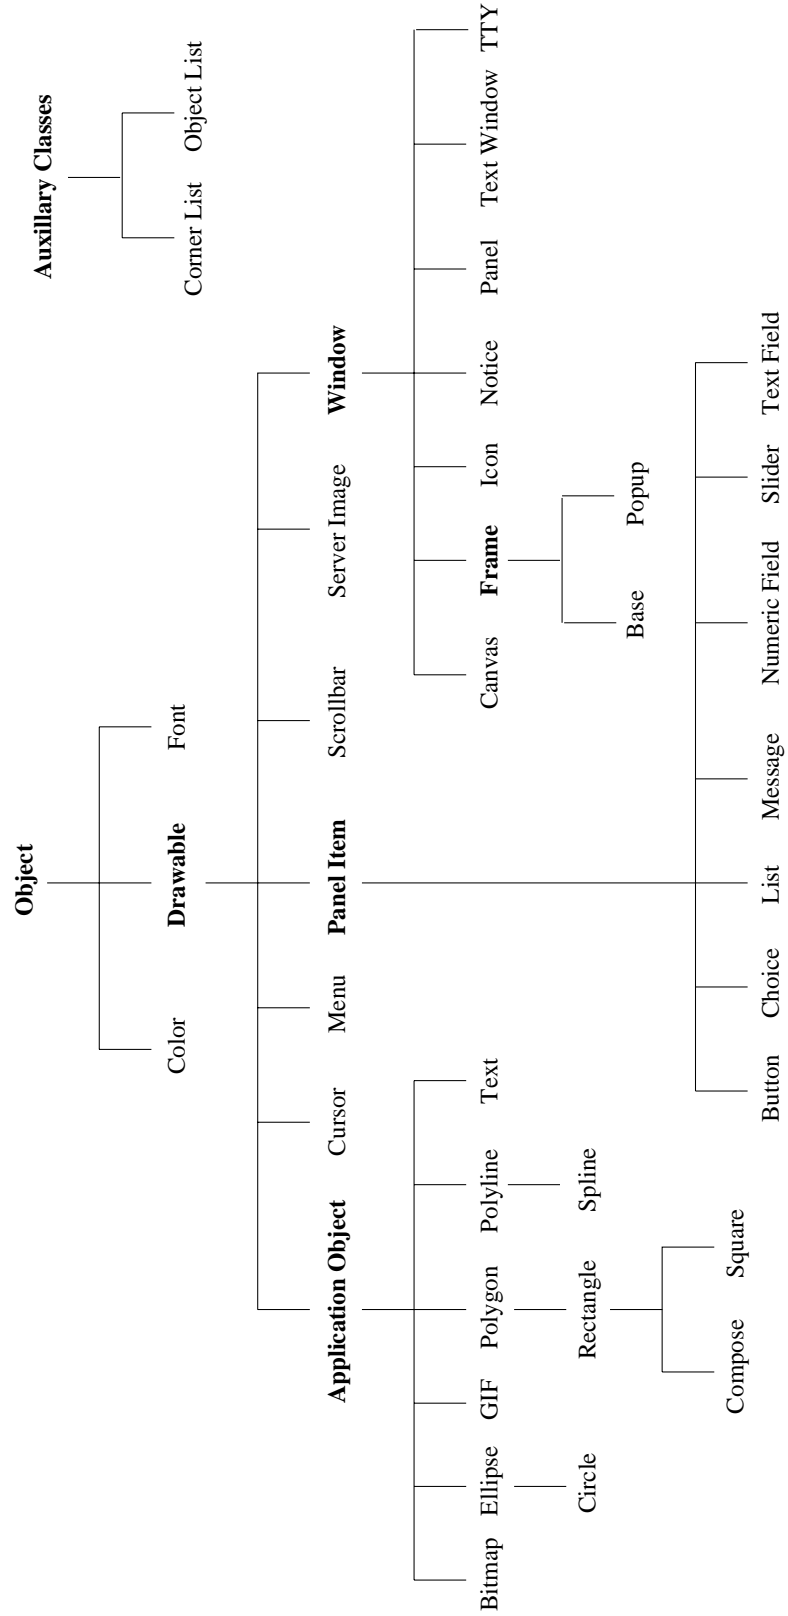 Object
Auxillary Classes
Color
Drawable
Font
Corner List
Object List
Application Object
Cursor
Menu
Panel Item
Scrollbar
Server Image
Window
Bitmap
Ellipse
GIF
Polygon
Polyline
Text
Canvas
Frame
Icon
Notice
Panel
Text Window
TTY
Circle
Rectangle
Spline
Base
Popup
Compose
Square
Button
Choice
List
Message
Numeric Field
Slider
Text Field